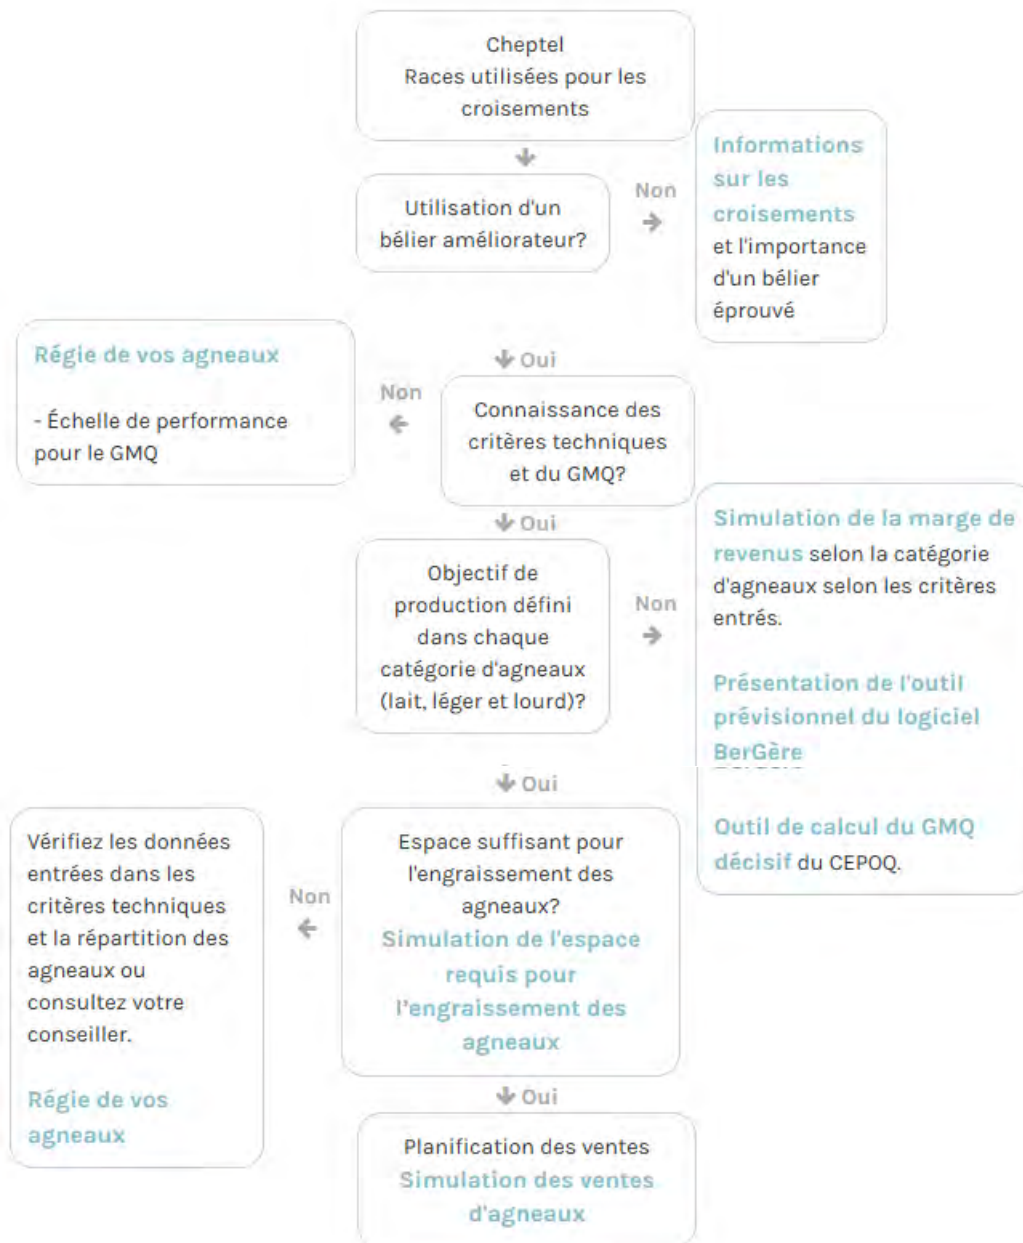 Cheptel
Races utilisées pour les
croisements
Utilisation d'un
bélier améliorateur?
Non
Informations
sur les
croisements
et l'importance
d'un bélier
éprouvé
Oui
Régie de vos agneaux
- Échelle de performance
pour le GMQ
Non
Connaissance des
critères techniques
et du GMQ?
Oui
Objectif de
production défini
dans chaque
catégorie d'agneaux
(lait, léger et lourd)?
Non
Simulation de la marge de
revenus selon la catégorie
d'agneaux selon les critères
entrés.
Présentation de l'outil
prévisionnel du logiciel
BerGère
Outil de calcul du GMQ
décisif du CEPOQ.
Oui
Vérifiez les données
entrées dans les
critères techniques
et la répartition des
agneaux ou
consultez votre
conseiller.
Régie de vos
agneaux
Non
Espace suffisant pour
l'engraissement des
agneaux?
Simulation de l'espace
requis pour
l'engraissement des
agneaux
Oui
Planification des ventes
Simulation des ventes
d'agneaux